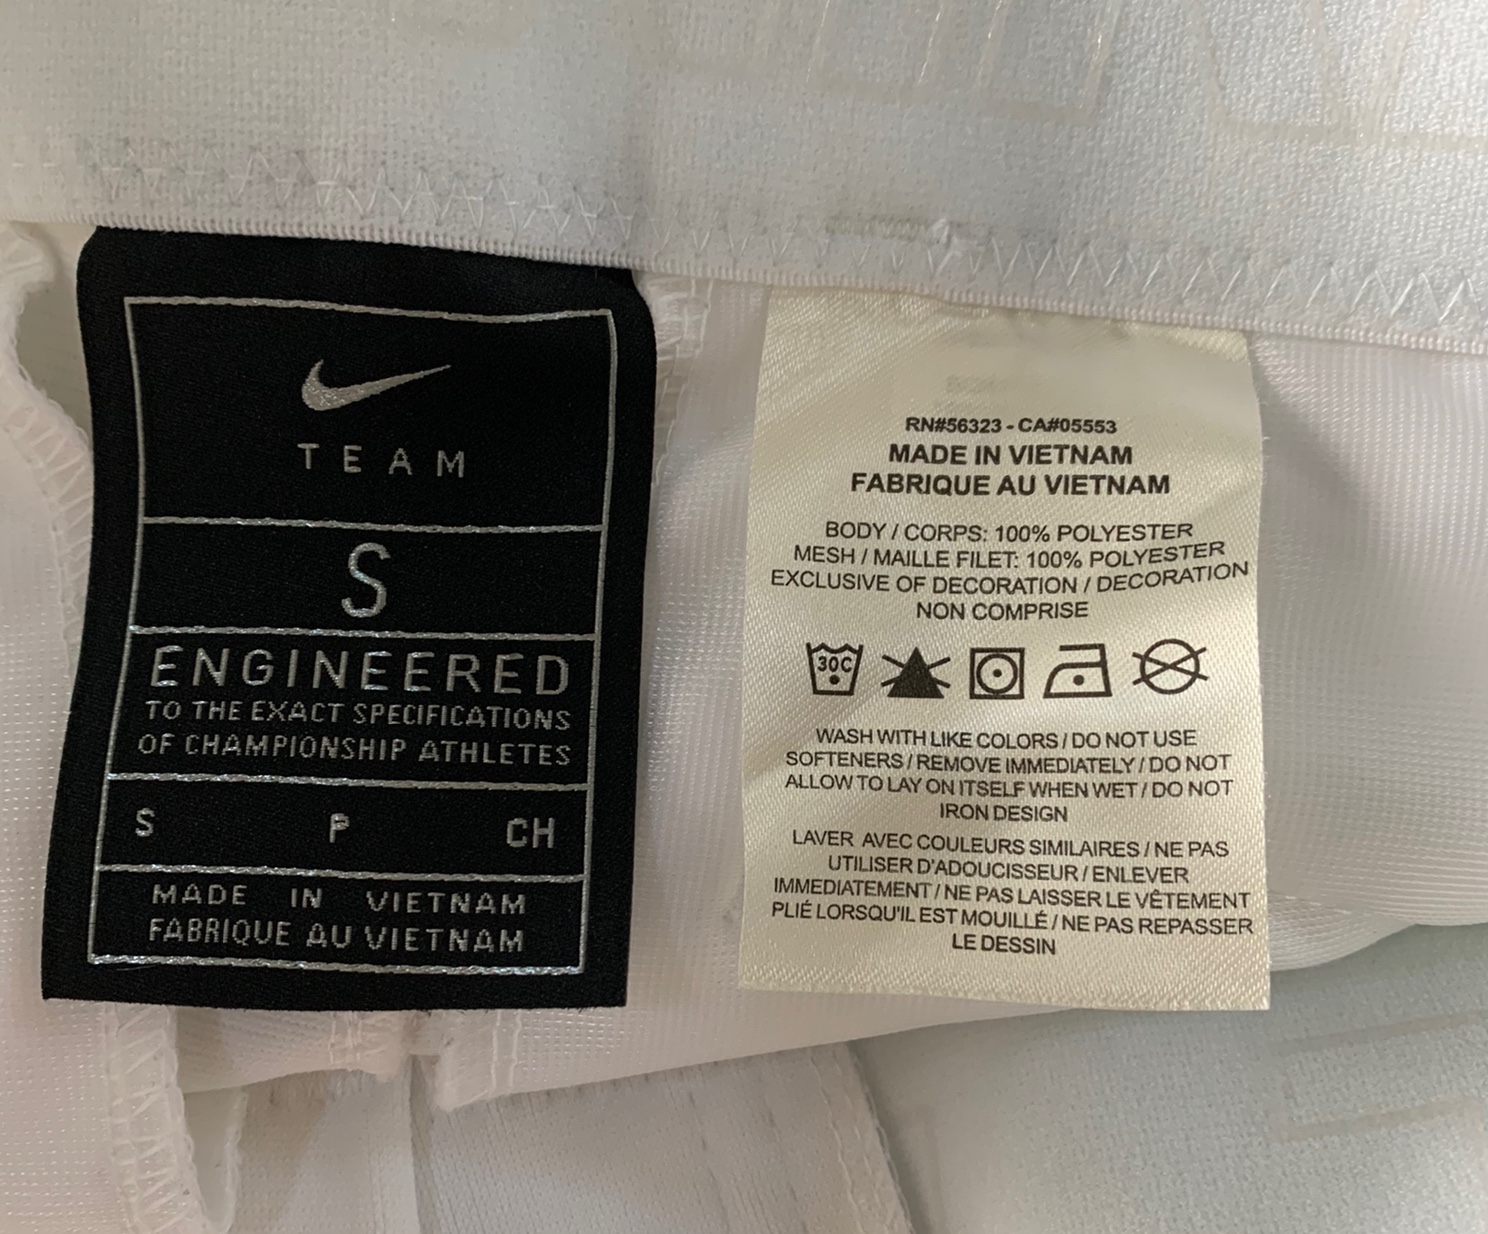 TEAM
S
ENGINEERED
TO THE EXACT SPECIFICATIONS
OF CHAMPIONSHIP ATHLETES
S P CH
MADE IN VIETNAM
FABRIQUE AU VIETNAM
RN#56323 - CA#05553
MADE IN VIETNAM
FABRIQUE AU VIETNAM
BODY / CORPS: 100% POLYESTER
MESH / MAILLE FILET: 100% POLYESTER
EXCLUSIVE OF DECORATION / DECORATION
NON COMPRISE
30C
WASH WITH LIKE COLORS / DO NOT USE
SOFTENERS / REMOVE IMMEDIATELY / DO NOT
ALLOW TO LAY ON ITSELF WHEN WET / DO NOT
IRON DESIGN
LAVER AVEC COULEURS SIMILAIRES / NE PAS
UTILISER D'ADOUCISSEUR / ENLEVER
IMMEDIATEMENT / NE PAS LAISSER LE VÊTEMENT
PLIÉ LORSQU'IL EST MOUILLÉ / NE PAS REPASSER
LE DESSIN